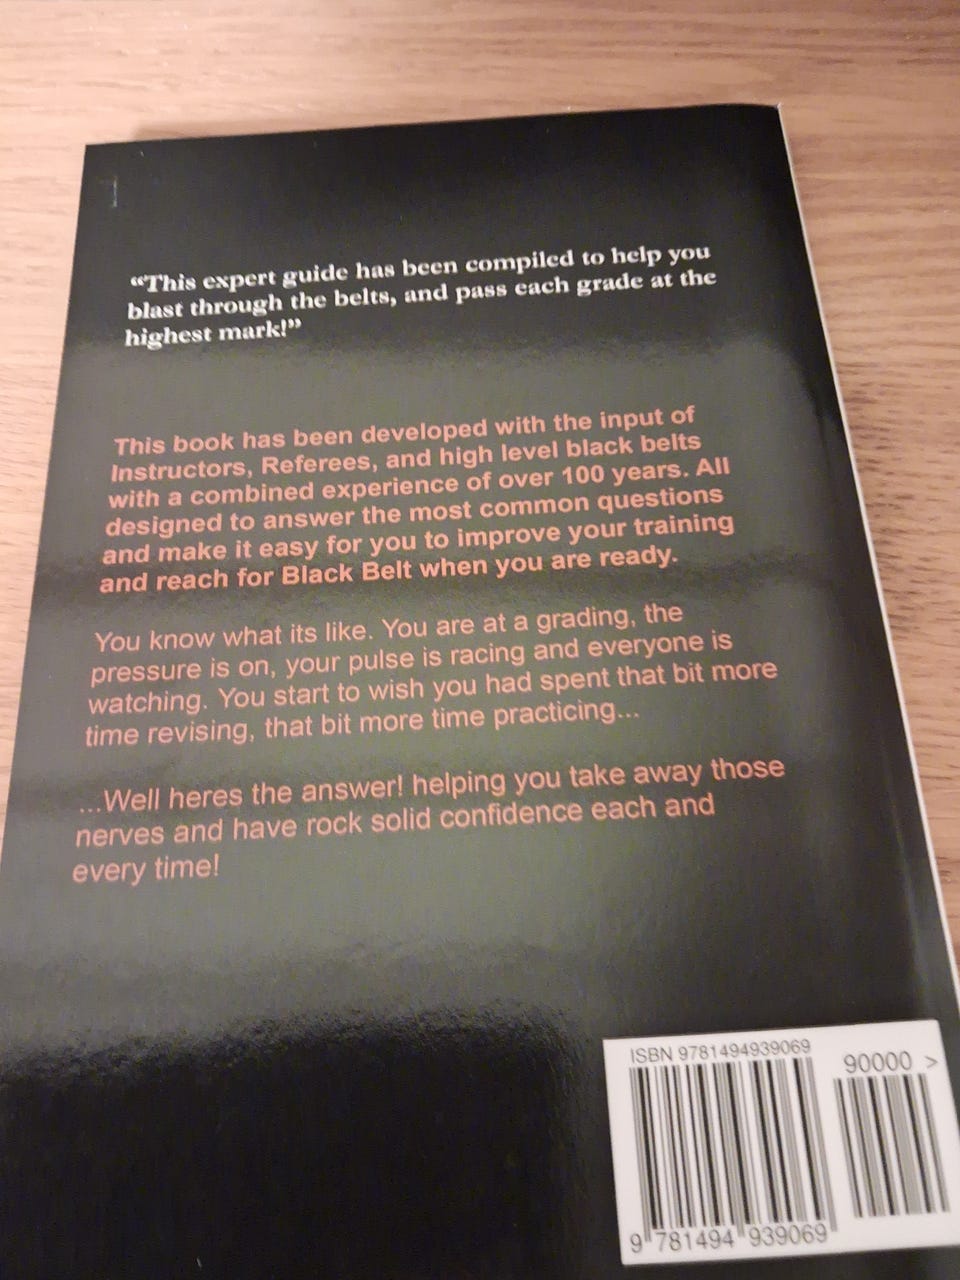 “This expert guide has been compiled to help you
blast through the belts, and pass each grade at the
highest mark!”
This book has been developed with the input of
Instructors, Referees, and high level black belts
with a combined experience of over 100 years. All
designed to answer the most common questions
and make it easy for you to improve your training
and reach for Black Belt when you are ready.
You know what its like. You are at a grading, the
pressure is on, your pulse is racing and everyone is
watching. You start to wish you had spent that bit more
time revising, that bit more time practicing...
...Well heres the answer! helping you take away those
nerves and have rock solid confidence each and
every time!
ISBN 9781494939069
90000 >
9 781494 939069